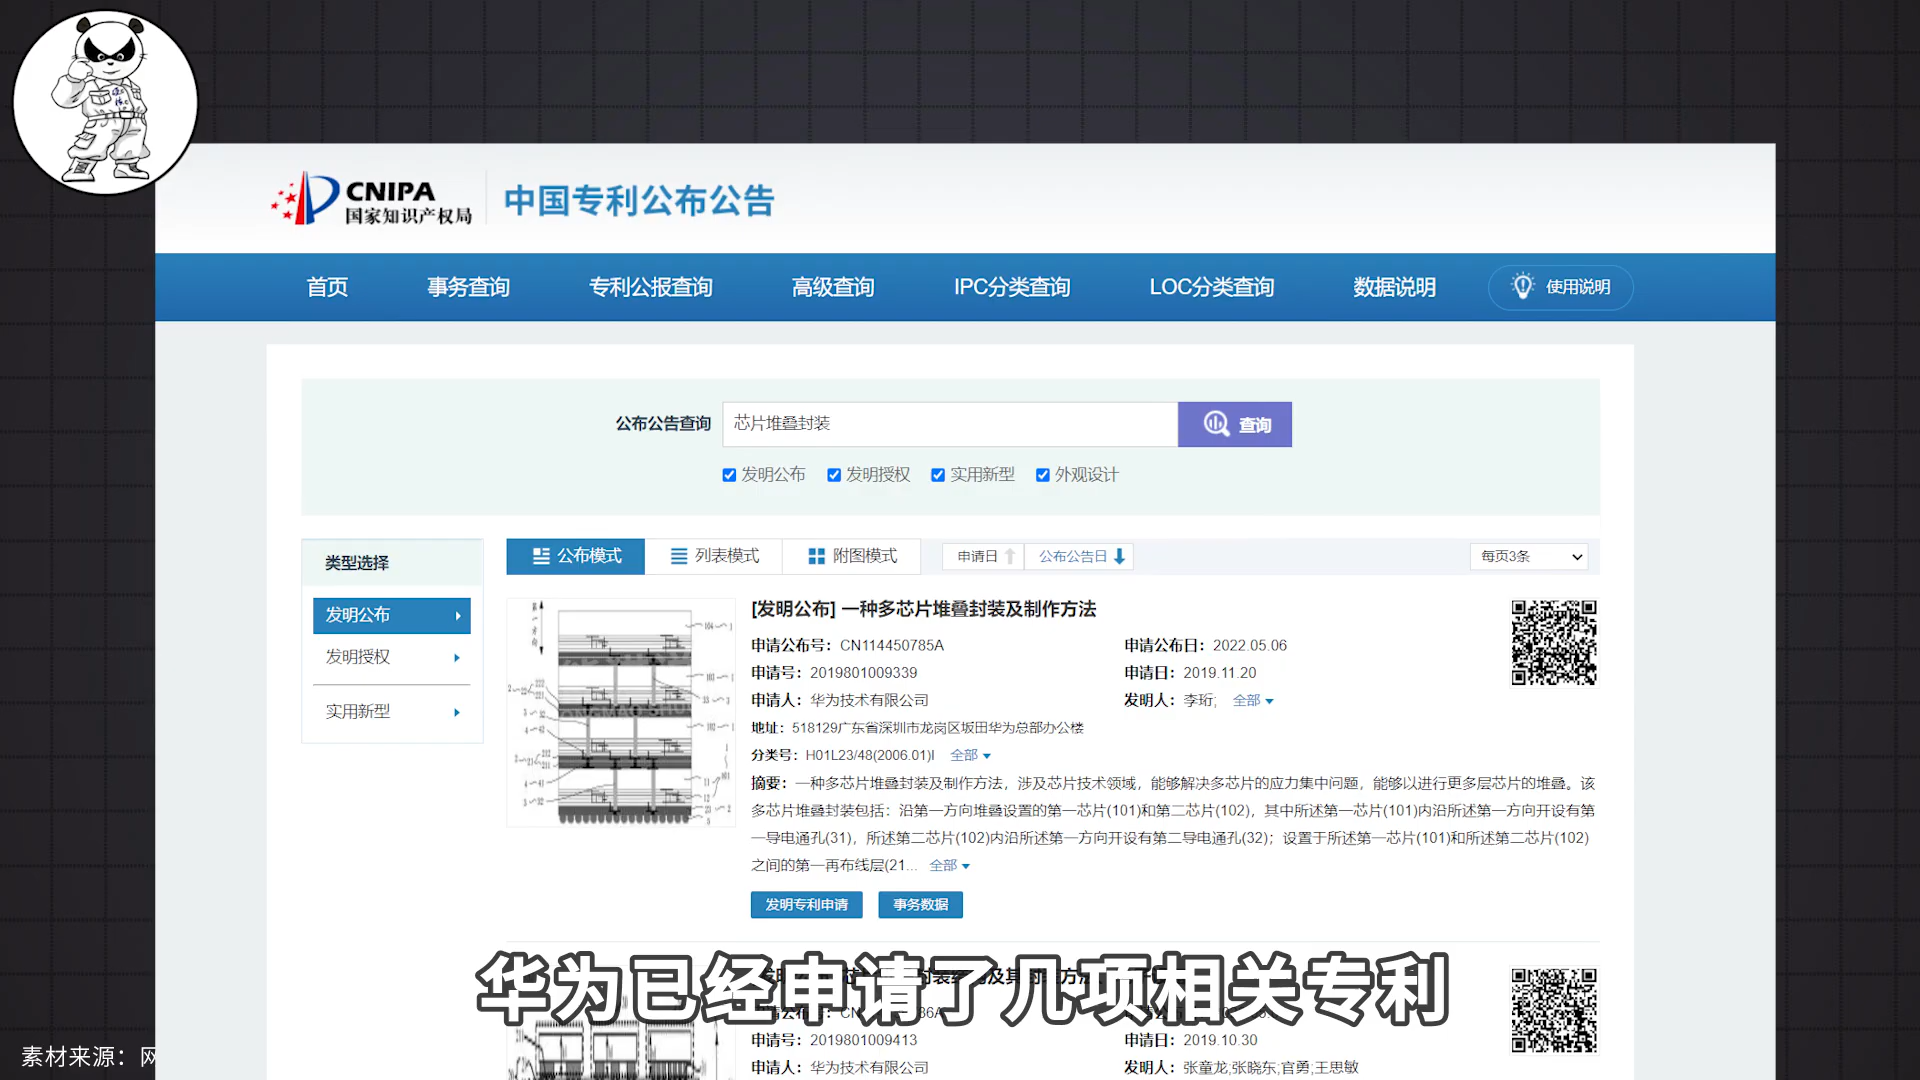 CNIPA
国家知识产权局
中国专利公布公告
首页 事务查询 专利公报查询 高级查询 IPC分类查询 LOC分类查询 数据说明 使用说明
公布公告查询 芯片堆叠封装 查询
发明公布 发明授权 实用新型 外观设计
类型选择
发明公布
发明授权
实用新型
公布模式 列表模式 附图模式 申请日 公布公告日 每页3条
[发明公布] 一种多芯片堆叠封装及制作方法
申请公布号：CN114450785A 申请公布日：2022.05.06
申请号：2019801009339 申请日：2019.11.20
申请人：华为技术有限公司 发明人：李珩; 全部
地址：518129广东省深圳市龙岗区坂田华为总部办公楼
分类号：H01L23/48(2006.01)I 全部
摘要：一种多芯片堆叠封装及制作方法，涉及芯片技术领域，能够解决多芯片的应力集中问题，能够以进行更多层芯片的堆叠。该
多芯片堆叠封装包括：沿第一方向堆叠设置的第一芯片(101)和第二芯片(102)，其中所述第一芯片(101)内沿所述第一方向开设有第
一导电通孔(31)，所述第二芯片(102)内沿所述第一方向开设有第二导电通孔(32)；设置于所述第一芯片(101)和所述第二芯片(102)
之间的第一再布线层(21... 全部
发明专利申请 事务数据
华为已经申请了几项相关专利
申请号：2019801009413 申请日：2019.10.30
申请人：华为技术有限公司 发明人：张童龙;张晓东;官勇;王思敏
素材来源：网